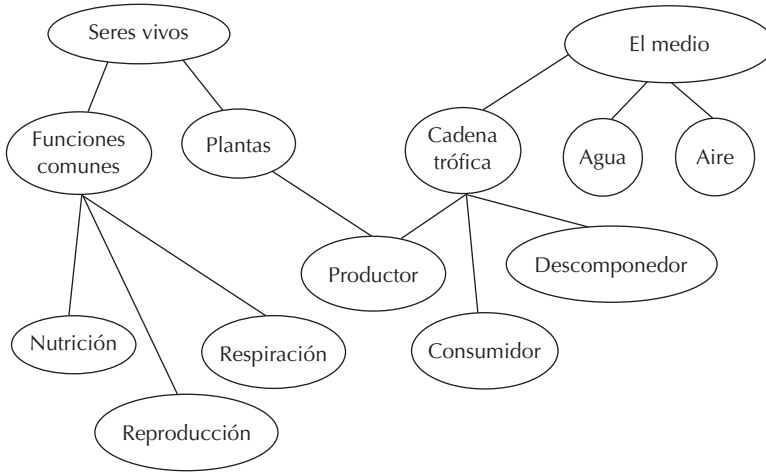 Seres vivos
El medio
Funciones
comunes
Plantas
Cadena
trófica
Agua
Aire
Productor
Descomponedor
Nutrición
Respiración
Consumidor
Reproducción